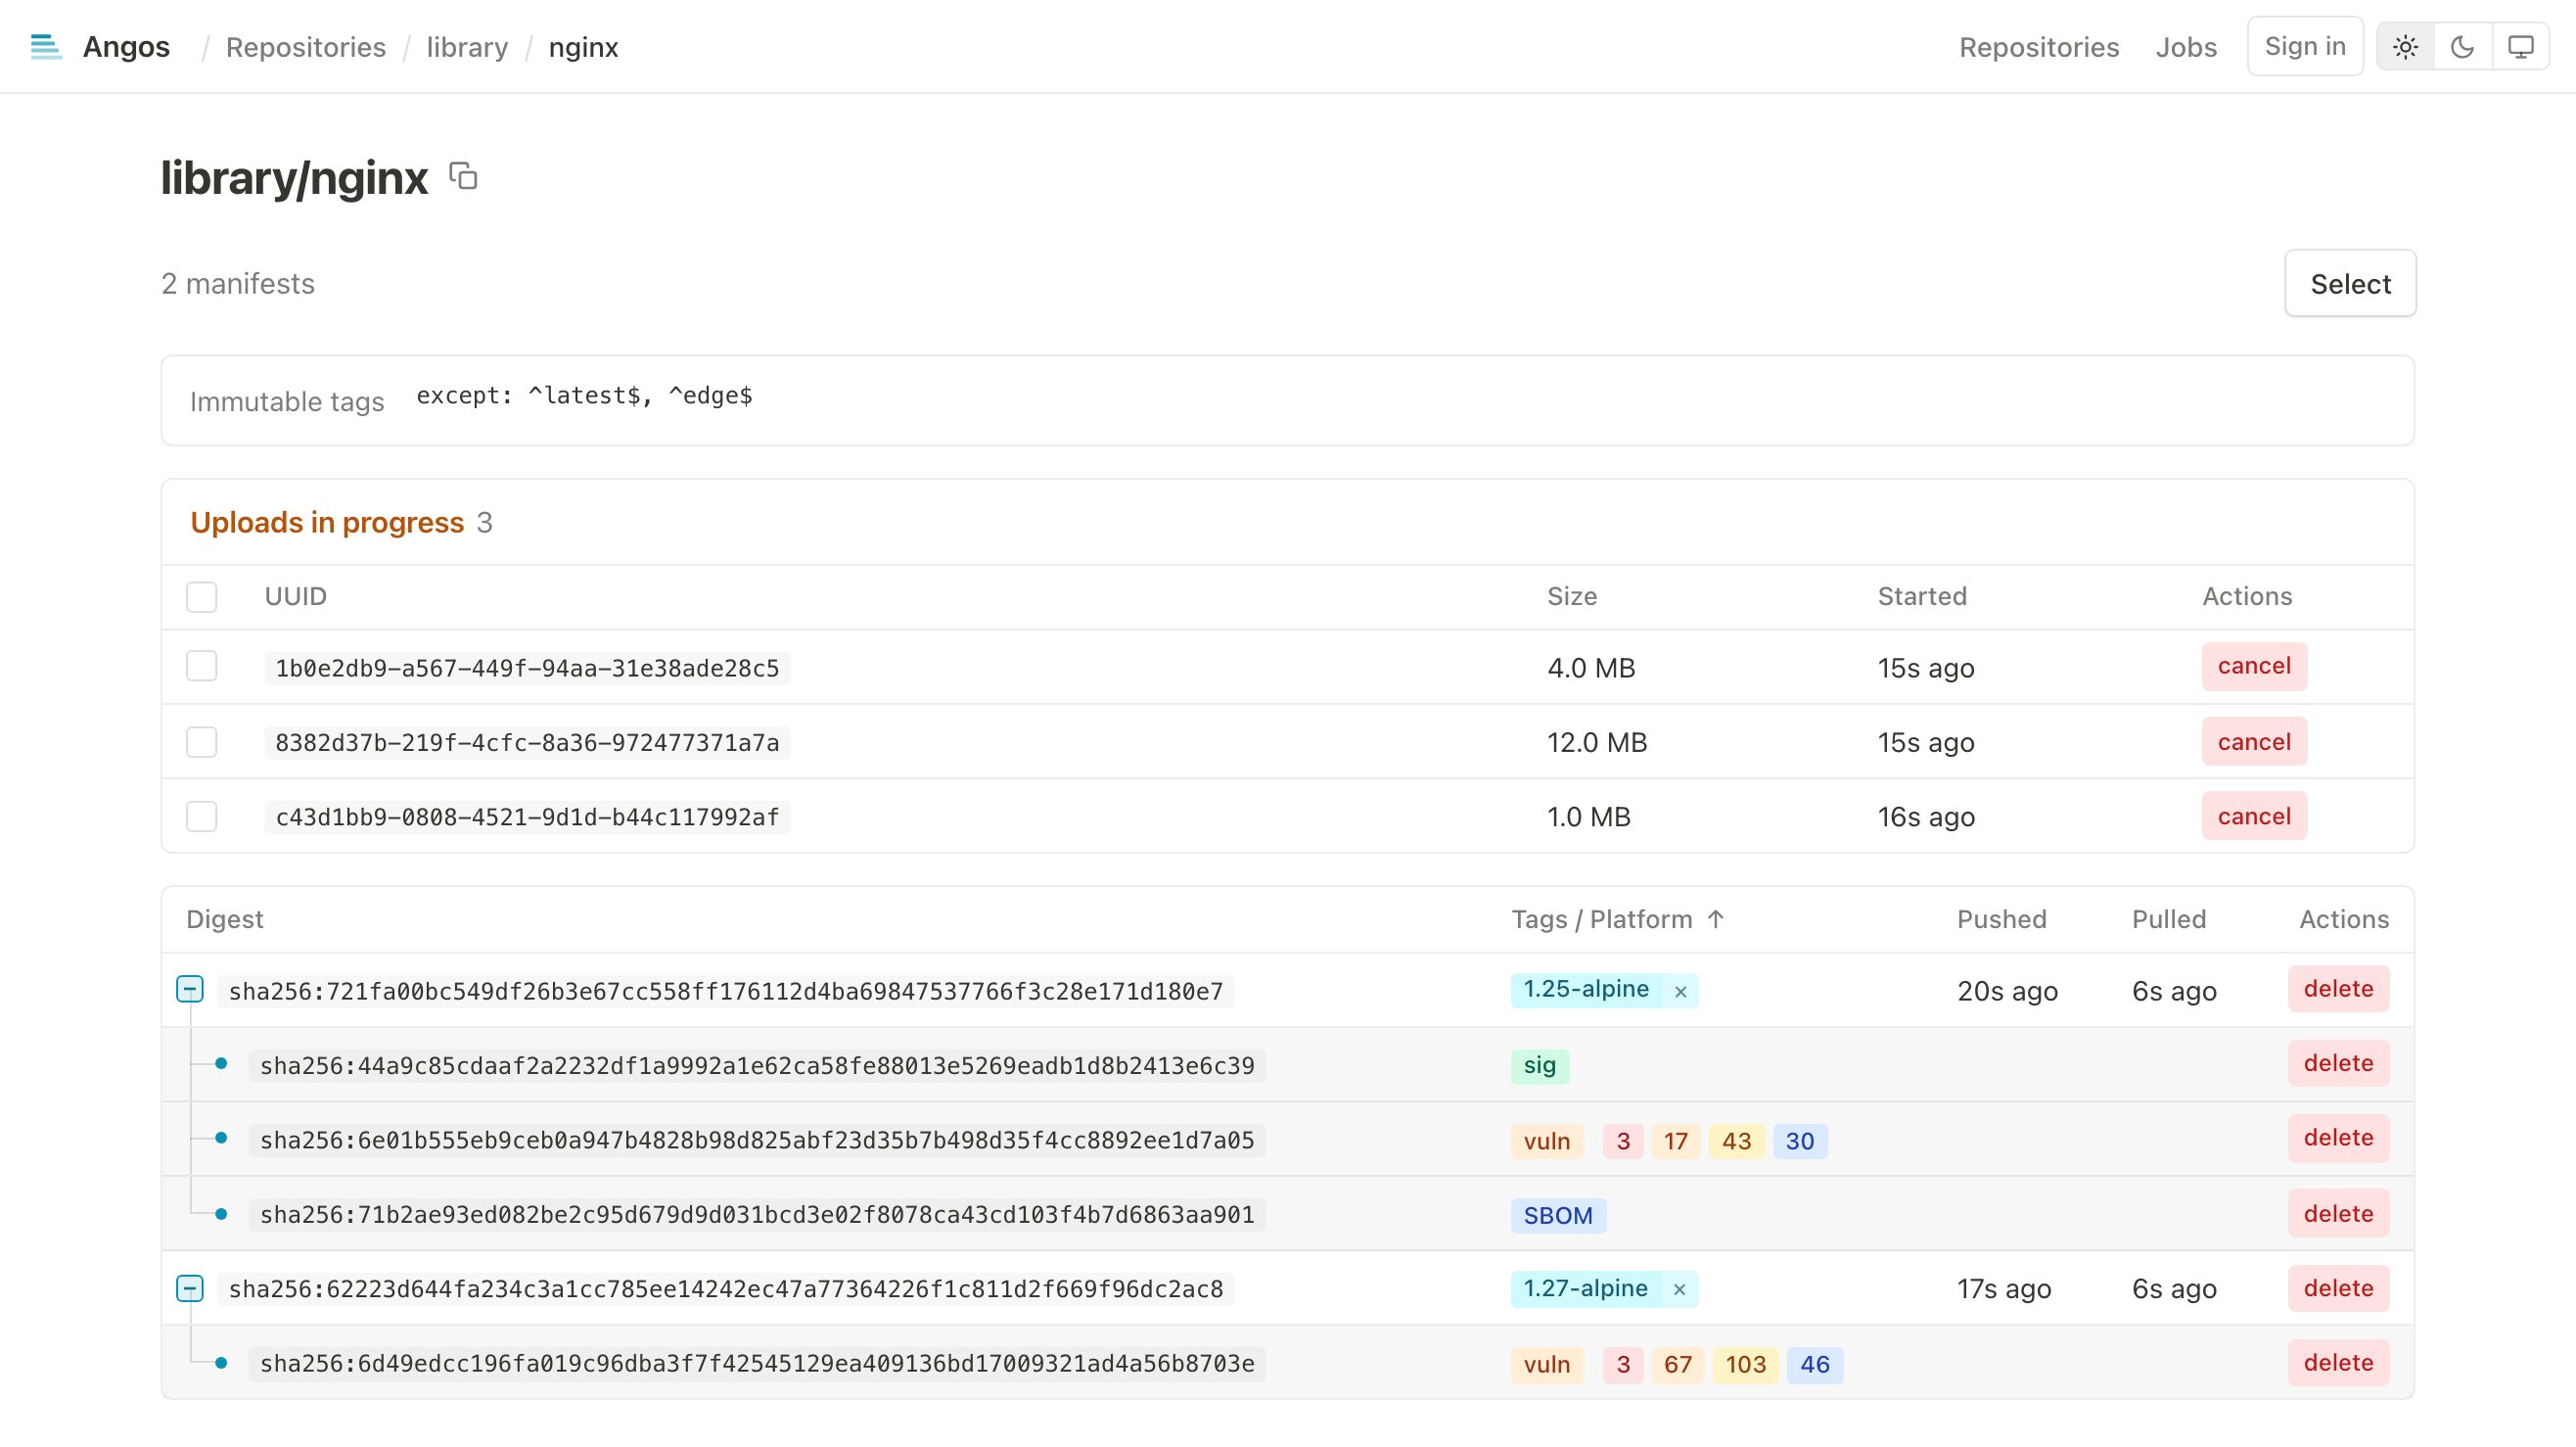 Angos / Repositories / library / nginx Repositories Jobs Sign in
library/nginx
2 manifests Select
Immutable tags except: ^latest$, ^edge$
Uploads in progress 3
UUID Size Started Actions
1b0e2db9-a567-449f-94aa-31e38ade28c5 4.0 MB 15s ago cancel
8382d37b-219f-4cfc-8a36-972477371a7a 12.0 MB 15s ago cancel
c43d1bb9-0808-4521-9d1d-b44c117992af 1.0 MB 16s ago cancel
Digest Tags / Platform ↑ Pushed Pulled Actions
sha256:721fa00bc549df26b3e67cc558ff176112d4ba69847537766f3c28e171d180e7 1.25-alpine × 20s ago 6s ago delete
sha256:44a9c85cdaaf2a2232df1a9992a1e62ca58fe88013e5269eadb1d8b2413e6c39 sig delete
sha256:6e01b555eb9ceb0a947b4828b98d825abf23d35b7b498d35f4cc8892ee1d7a05 vuln 3 17 43 30 delete
sha256:71b2ae93ed082be2c95d679d9d031bcd3e02f8078ca43cd103f4b7d6863aa901 SBOM delete
sha256:62223d644fa234c3a1cc785ee14242ec47a77364226f1c811d2f669f96dc2ac8 1.27-alpine × 17s ago 6s ago delete
sha256:6d49edcc196fa019c96dba3f7f42545129ea409136bd17009321ad4a56b8703e vuln 3 67 103 46 delete